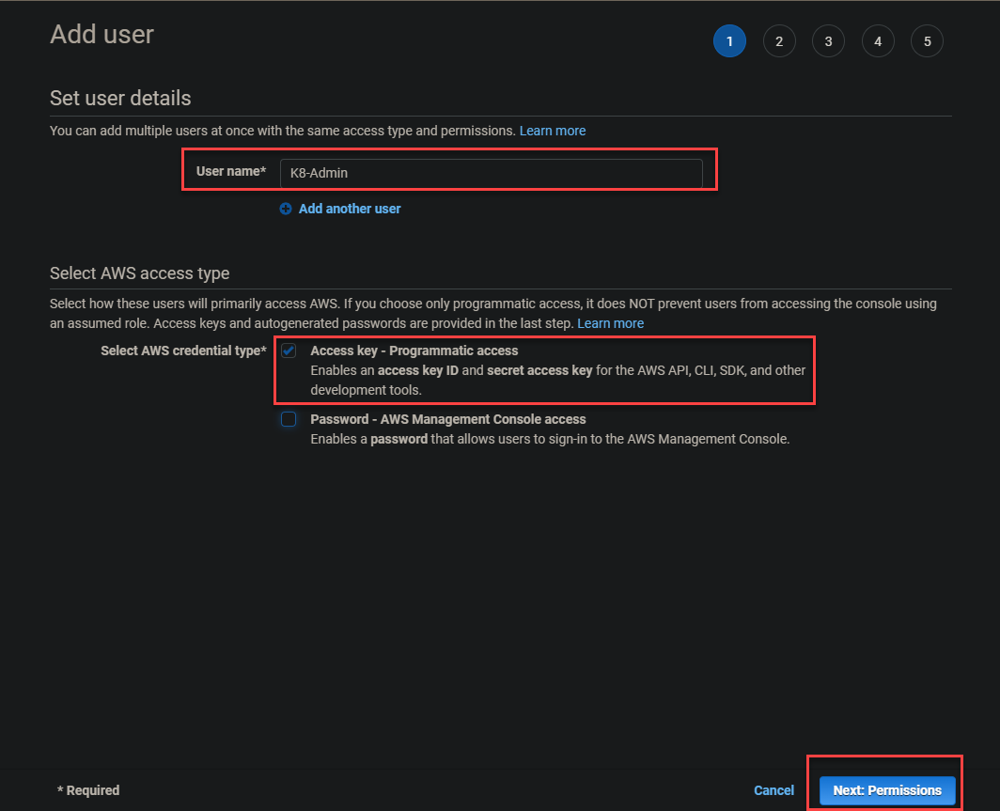 Add user
1 2 3 4 5
Set user details
You can add multiple users at once with the same access type and permissions. Learn more
User name* K8-Admin
Add another user
Select AWS access type
Select how these users will primarily access AWS. If you choose only programmatic access, it does NOT prevent users from accessing the console using
an assumed role. Access keys and autogenerated passwords are provided in the last step. Learn more
Select AWS credential type* Access key - Programmatic access
Enables an access key ID and secret access key for the AWS API, CLI, SDK, and other
development tools.
Password - AWS Management Console access
Enables a password that allows users to sign-in to the AWS Management Console.
* Required Cancel Next: Permissions